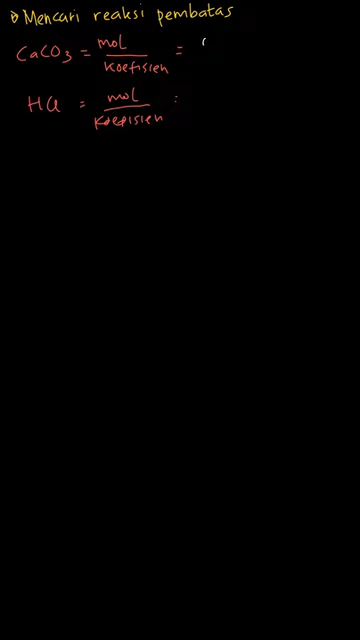 Mencari reaksi pembatas
CaCO3 = mol / koefisien =
HCl = mol / koefisien =